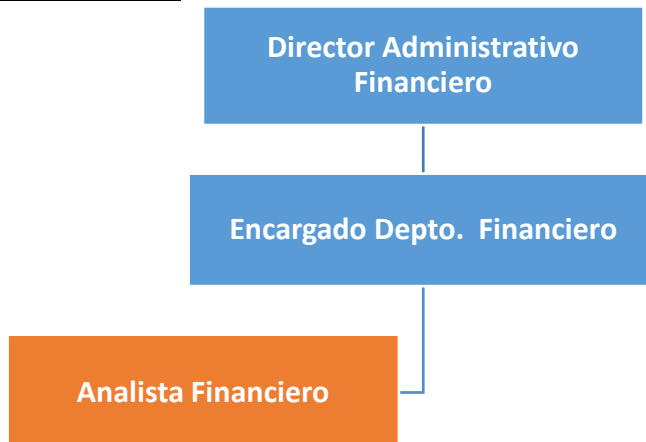 Director Administrativo
Financiero
Encargado Depto. Financiero
Analista Financiero